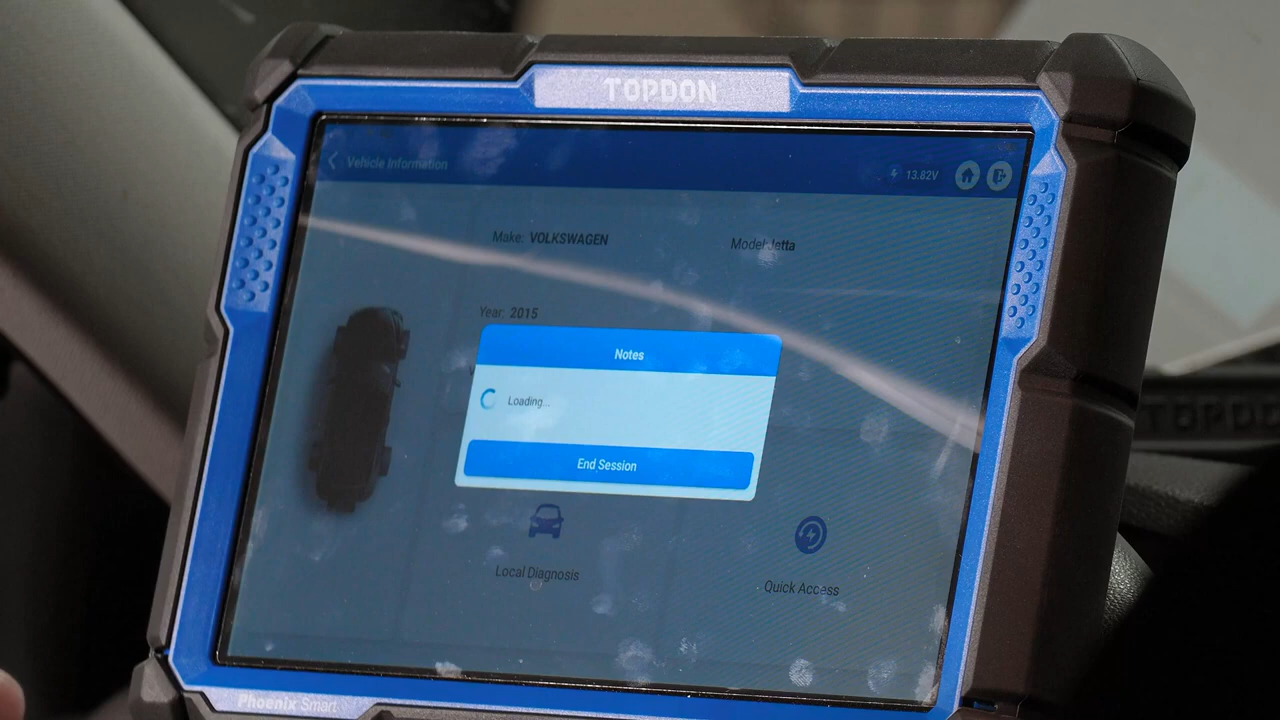 TOPDON
Vehicle Information
13.82V
Make: VOLKSWAGEN
Model: Jetta
Year: 2015
Notes
Loading...
End Session
Local Diagnosis
Quick Access
Phoenix Smart
TOPDO